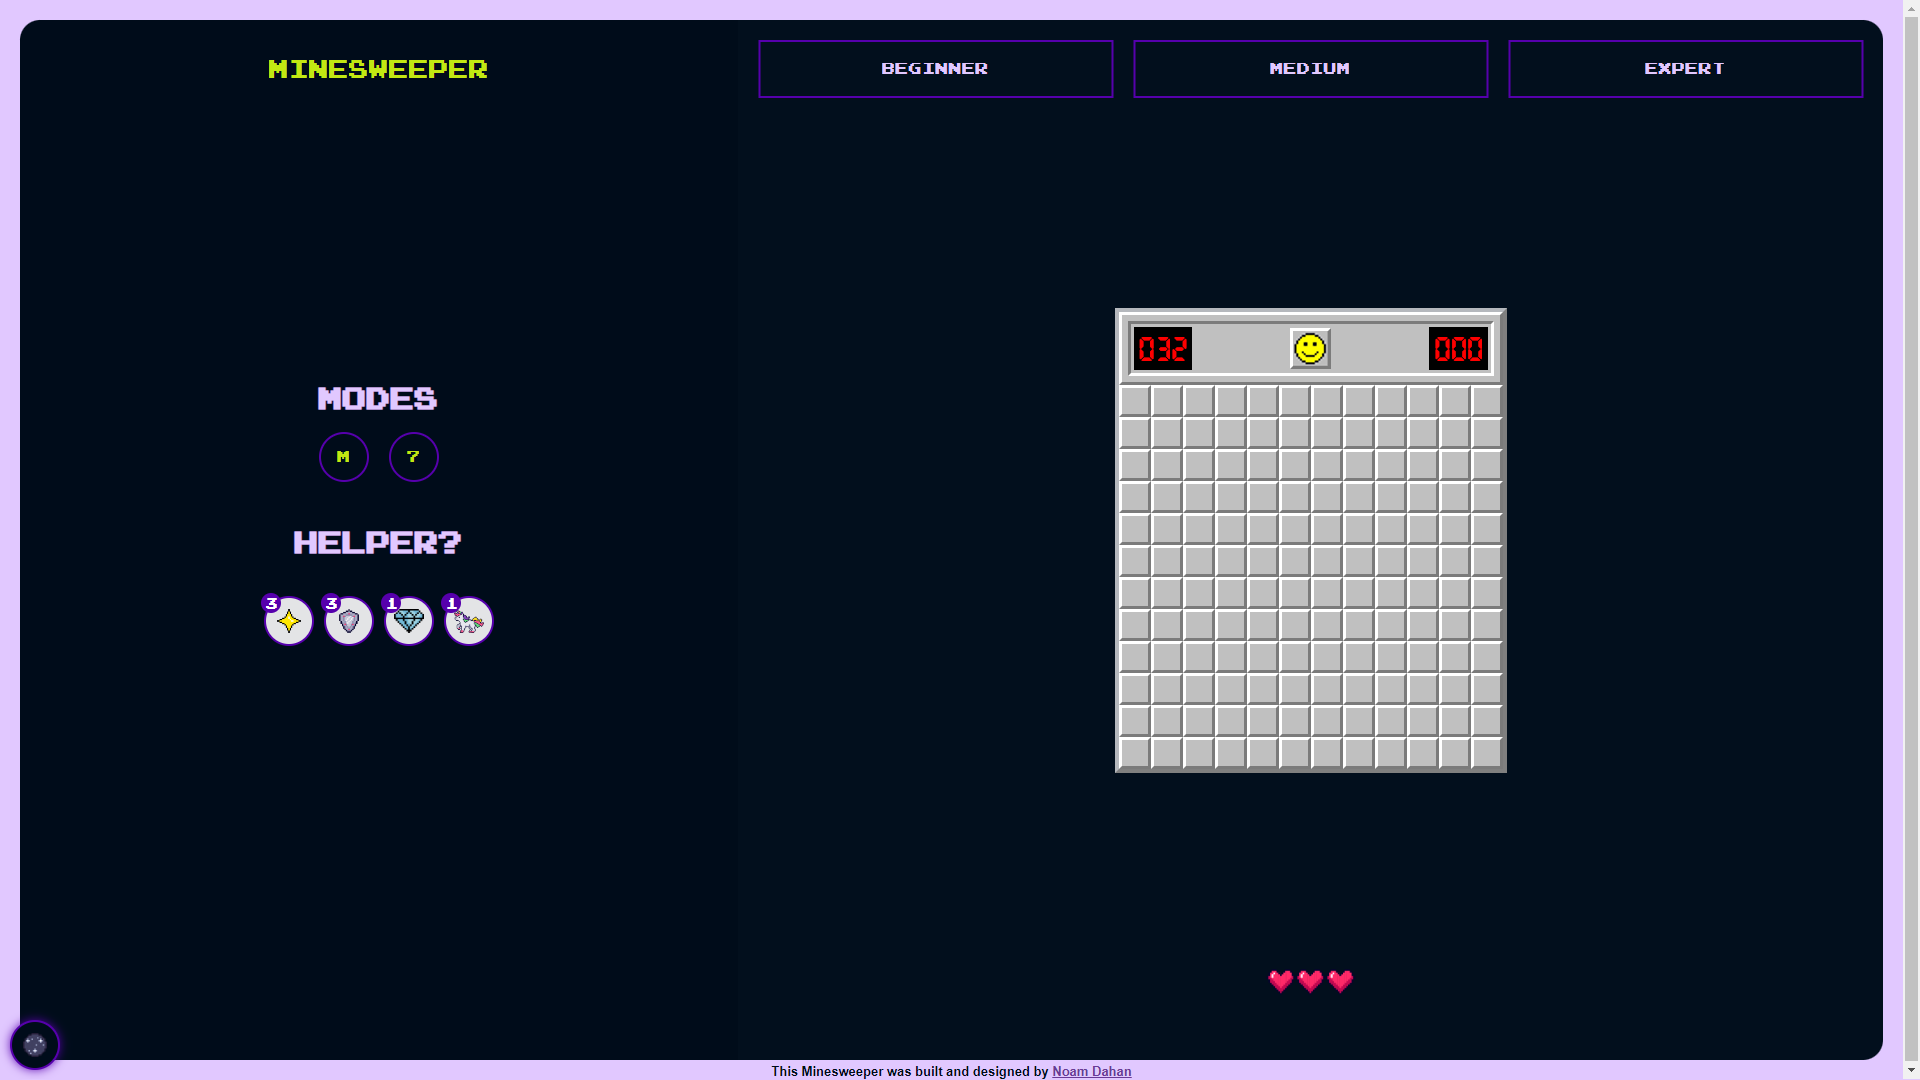 MINESWEEPER
BEGINNER
MEDIUM
EXPERT
032
000
MODES
M
7
HELPER?
3
3
1
1
This Minesweeper was built and designed by Noam Dahan